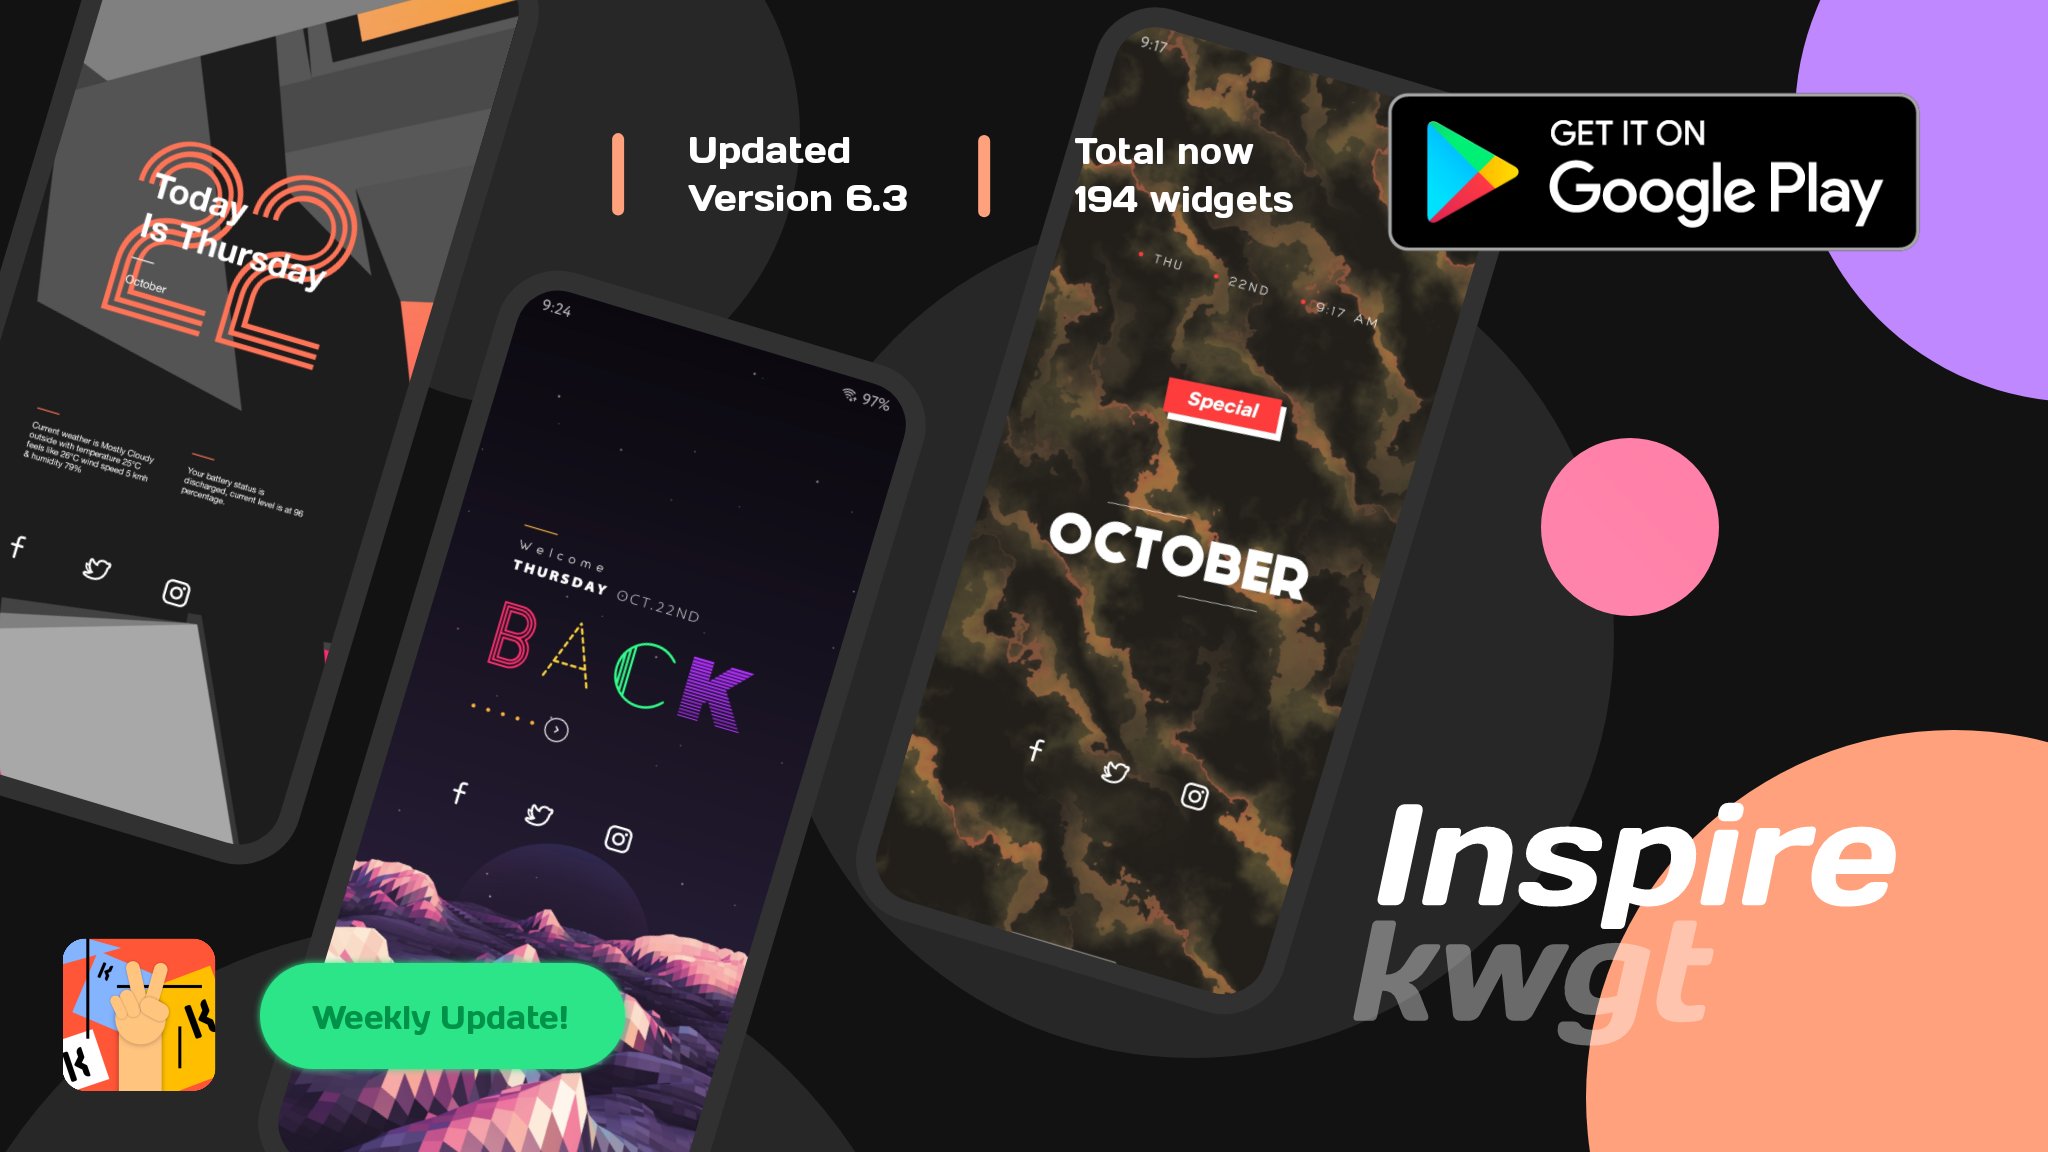 Updated
Version 6.3
Total now
194 widgets
GET IT ON
Google Play
22
Today
Is Thursday
October
Current weather is Mostly Cloudy
outside with temperature 25°C
feels like 26°C wind speed 5 kmh
& humidity 79%
Your battery status is
discharged, current level is at 96
percentage.
9:24
97%
Welcome
THURSDAY OCT.22ND
BACK
9:17
THU
22ND
9:17 AM
Special
OCTOBER
Inspire
kwgt
Weekly Update!
K
K
K